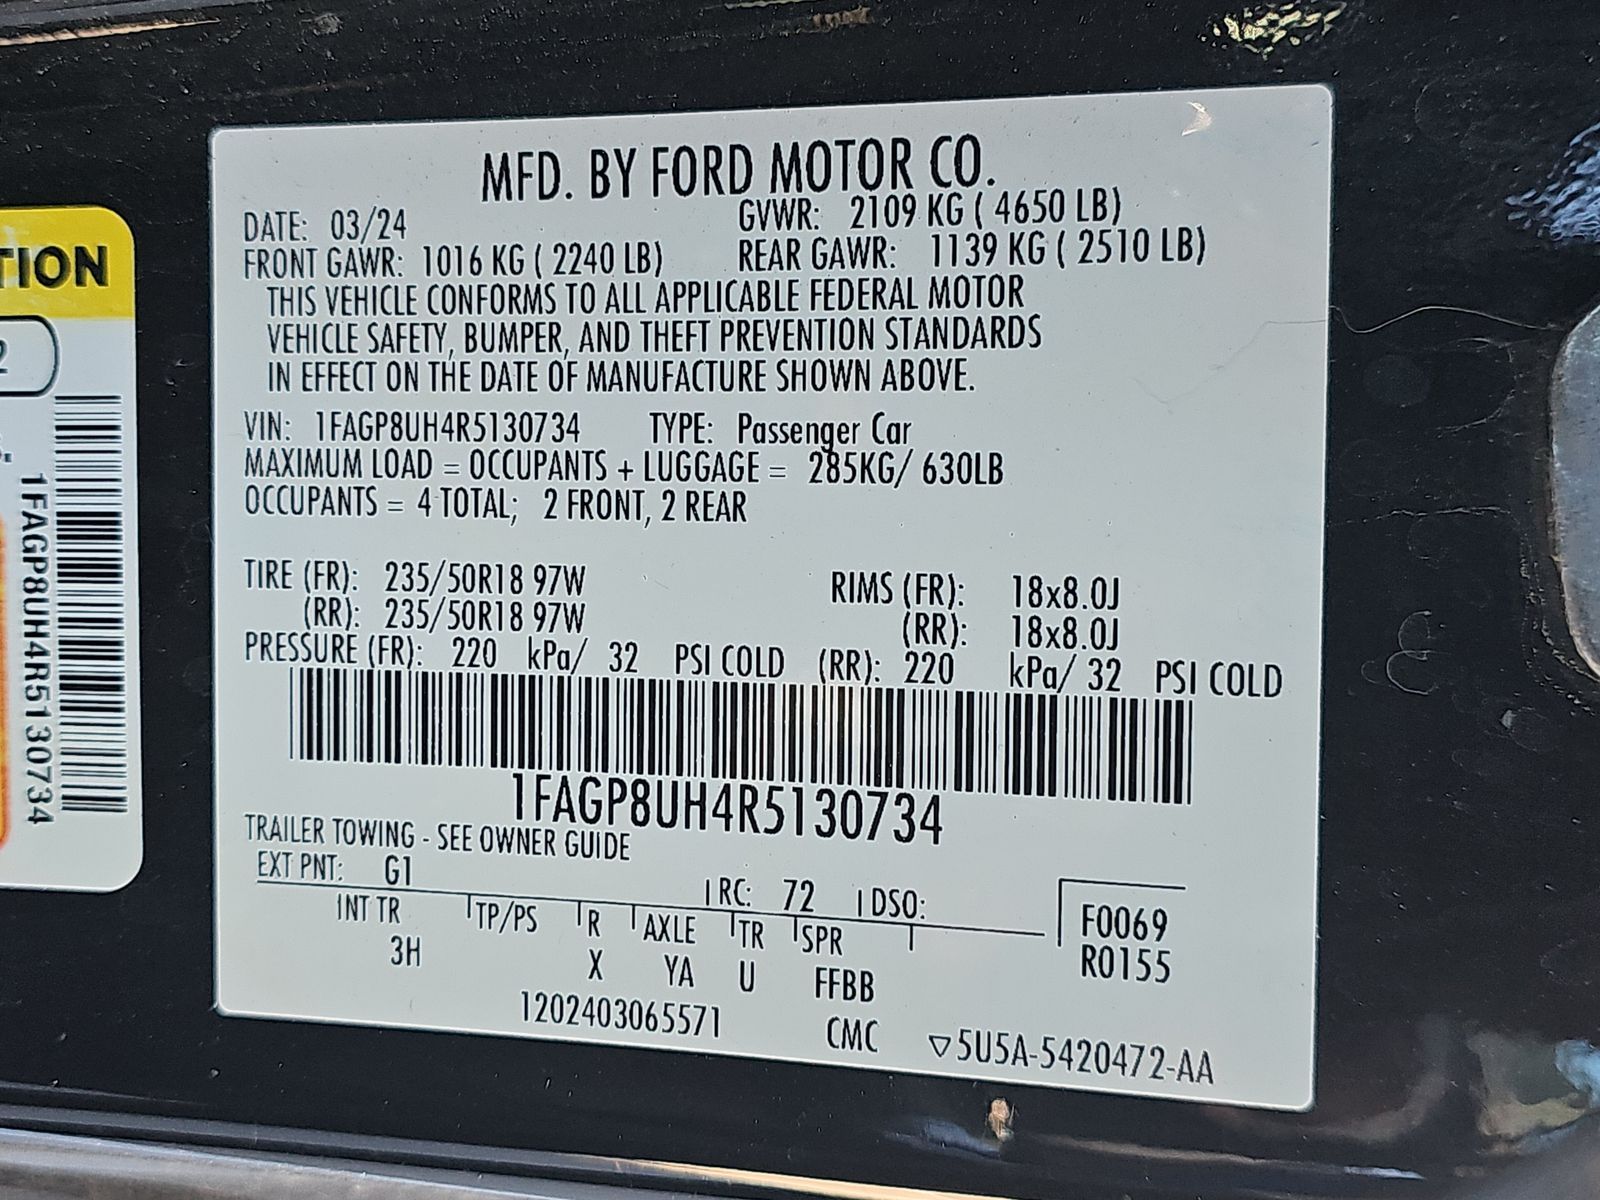 MFD. BY FORD MOTOR CO.
DATE: 03/24 GVWR: 2109 KG ( 4650 LB)
FRONT GAWR: 1016 KG ( 2240 LB) REAR GAWR: 1139 KG ( 2510 LB)
THIS VEHICLE CONFORMS TO ALL APPLICABLE FEDERAL MOTOR
VEHICLE SAFETY, BUMPER, AND THEFT PREVENTION STANDARDS
IN EFFECT ON THE DATE OF MANUFACTURE SHOWN ABOVE.
VIN: 1FAGP8UH4R5130734 TYPE: Passenger Car
MAXIMUM LOAD = OCCUPANTS + LUGGAGE = 285KG/ 630LB
OCCUPANTS = 4 TOTAL; 2 FRONT, 2 REAR
TIRE (FR): 235/50R18 97W RIMS (FR): 18x8.0J
(RR): 235/50R18 97W (RR): 18x8.0J
PRESSURE (FR): 220 kPa/ 32 PSI COLD (RR): 220 kPa/ 32 PSI COLD
1FAGP8UH4R5130734
TRAILER TOWING - SEE OWNER GUIDE
EXT PNT: G1 RC: 72 DSO:
INT TR TP/PS R AXLE TR SPR F0069
3H X YA U FFBB R0155
1202403065571 CMC ▽5U5A-5420472-AA
TION
2
1FAGP8UH4R5130734